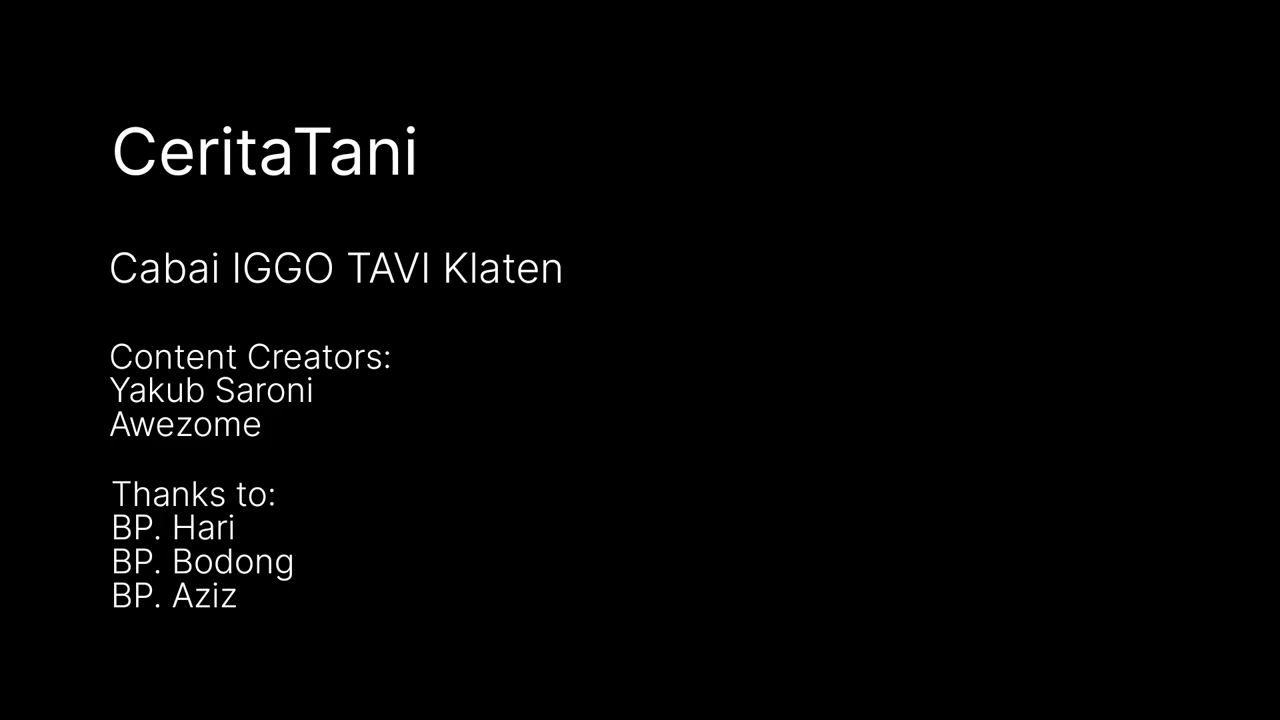 CeritaTani
Cabai IGGO TAVI Klaten
Content Creators:
Yakub Saroni
Awezome
Thanks to:
BP. Hari
BP. Bodong
BP. Aziz